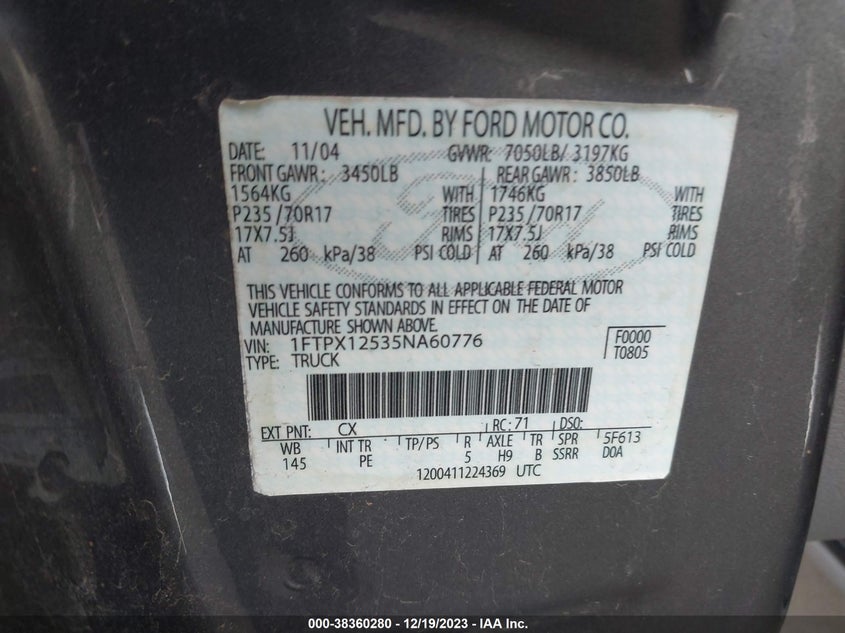 VEH. MFD. BY FORD MOTOR CO.
DATE: 11/04 GVWR: 7050LB/ 3197KG
FRONT GAWR: 3450LB REAR GAWR: 3850LB
1564KG WITH 1746KG WITH
P235 /70R17 TIRES P235 /70R17 TIRES
17X7.5J RIMS 17X7.5J RIMS
AT 260 kPa/38 PSI COLD AT 260 kPa/38 PSI COLD
THIS VEHICLE CONFORMS TO ALL APPLICABLE FEDERAL MOTOR
VEHICLE SAFETY STANDARDS IN EFFECT ON THE DATE OF
MANUFACTURE SHOWN ABOVE.
VIN: 1FTPX12535NA60776 F0000
TYPE: TRUCK T0805
EXT PNT: CX RC: 71 DSO:
WB INT TR TP/PS R AXLE TR SPR 5F613
145 PE 5 H9 B SSRR DOA
1200411224369 UTC
000-38360280 - 12/19/2023 - IAA Inc.